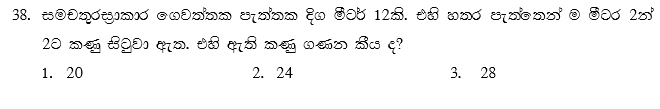 38. සමචතුරස්‍රාකාර ගෙවත්තක පැත්තක දිග මීටර් 12කි. එහි හතර පැත්තෙන් ම මීටර 2න්
2ට කණු සිටුවා ඇත. එහි ඇති කණු ගණන කීය ද?
1. 20 2. 24 3. 28